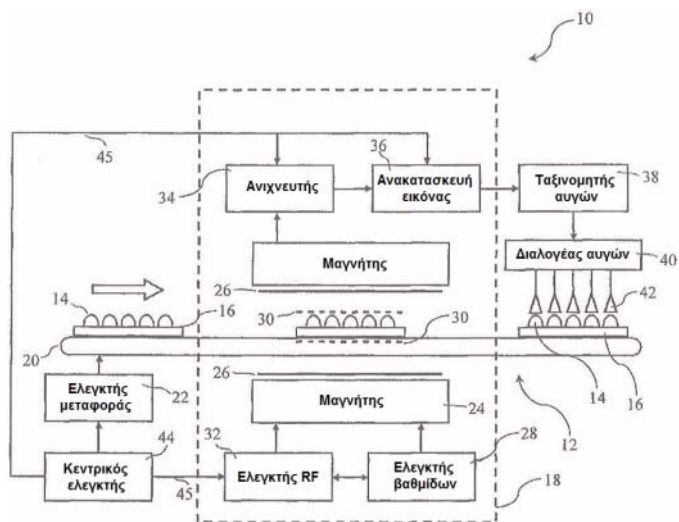 10
45
36
34
Ανιχνευτής
Ανακατασκευή
εικόνας
Ταξινομητής
αυγών
38
Μαγνήτης
Διαλογέας αυγών
40
26
42
14
16
30
30
20
Ελεγκτής
μεταφοράς
22
26
Μαγνήτης
24
14
16
12
44
32
28
Κεντρικός
ελεγκτής
45
Ελεγκτής RF
Ελεγκτής
βαθμίδων
18